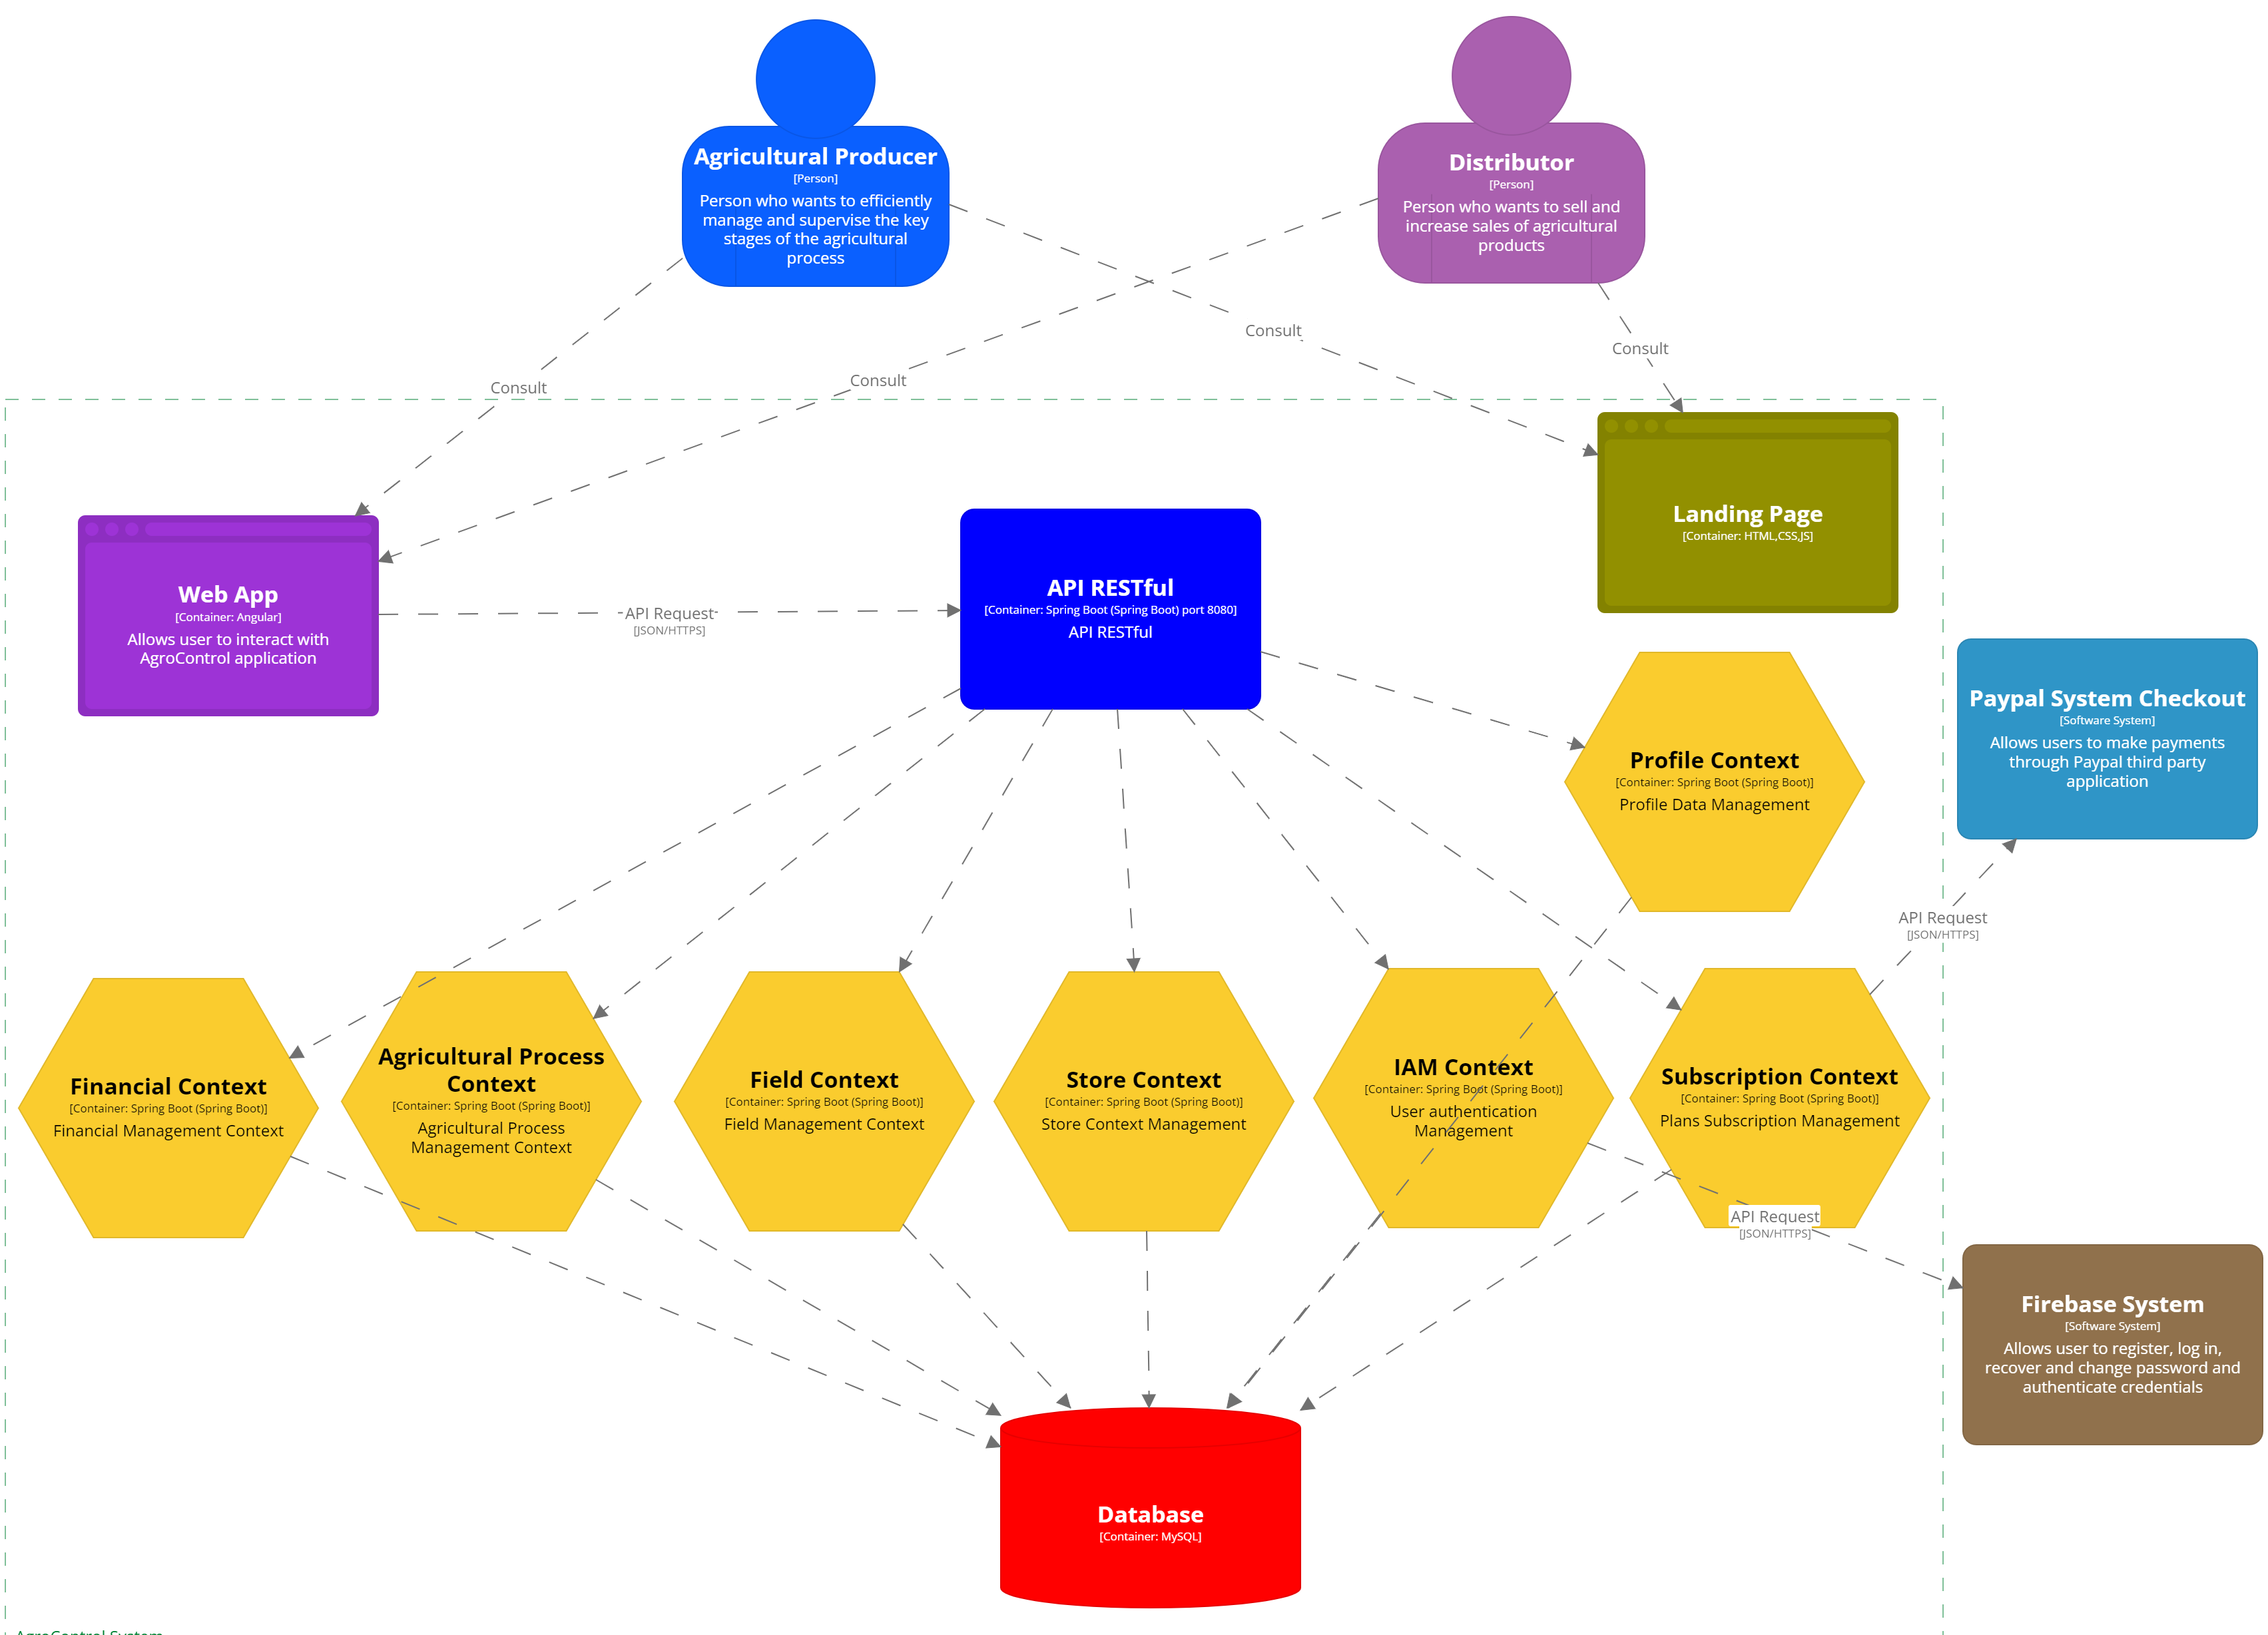 Agricultural Producer
[Person]
Person who wants to efficiently
manage and supervise the key
stages of the agricultural
process
Distributor
[Person]
Person who wants to sell and
increase sales of agricultural
products
Consult
Consult
Consult
Consult
Landing Page
[Container: HTML,CSS,JS]
Web App
[Container: Angular]
Allows user to interact with
AgroControl application
API Request
[JSON/HTTPS]
API RESTful
[Container: Spring Boot (Spring Boot) port 8080]
API RESTful
Profile Context
[Container: Spring Boot (Spring Boot)]
Profile Data Management
Paypal System Checkout
[Software System]
Allows users to make payments
through Paypal third party
application
API Request
[JSON/HTTPS]
Financial Context
[Container: Spring Boot (Spring Boot)]
Financial Management Context
Agricultural Process
Context
[Container: Spring Boot (Spring Boot)]
Agricultural Process
Management Context
Field Context
[Container: Spring Boot (Spring Boot)]
Field Management Context
Store Context
[Container: Spring Boot (Spring Boot)]
Store Context Management
IAM Context
[Container: Spring Boot (Spring Boot)]
User authentication
Management
Subscription Context
[Container: Spring Boot (Spring Boot)]
Plans Subscription Management
API Request
[JSON/HTTPS]
Firebase System
[Software System]
Allows user to register, log in,
recover and change password and
authenticate credentials
Database
[Container: MySQL]
AgroControl System